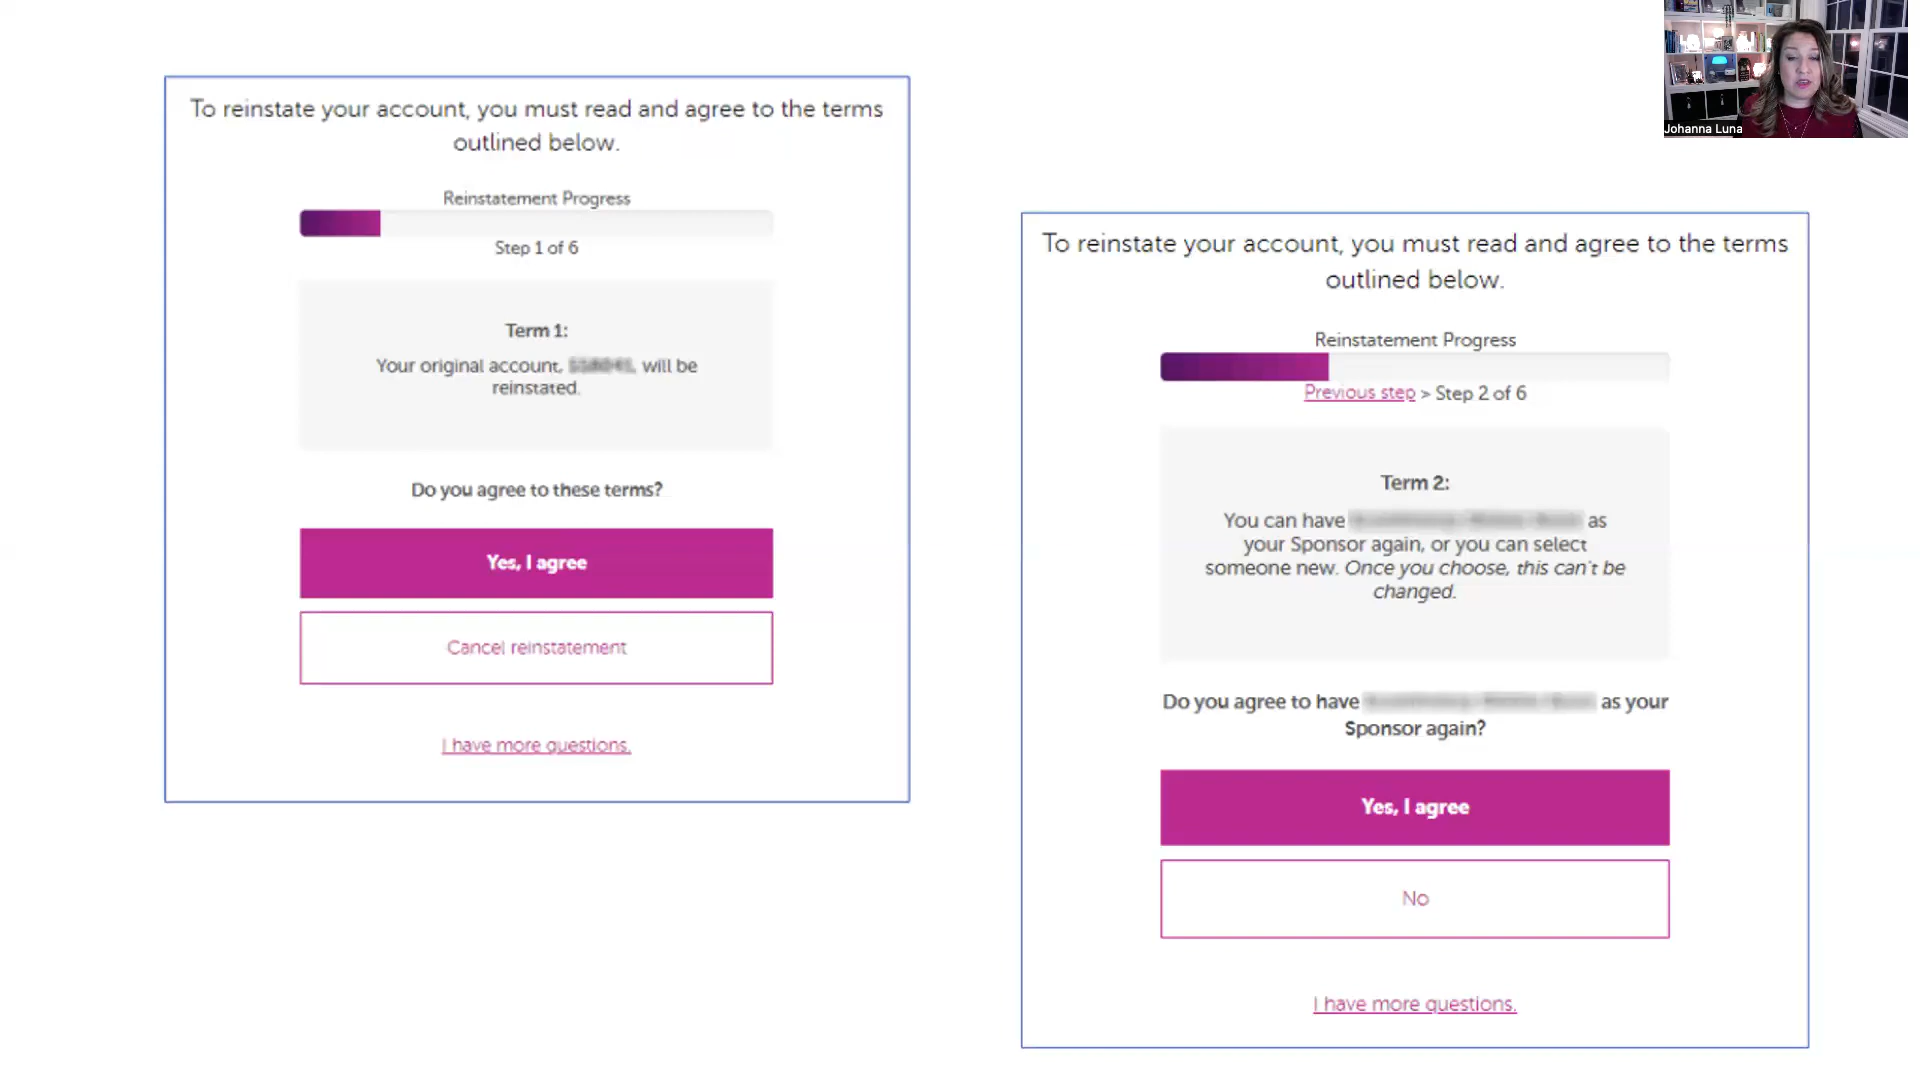 Johanna Luna
To reinstate your account, you must read and agree to the terms
outlined below.
Reinstatement Progress
Step 1 of 6
Term 1:
Your original account, will be
reinstated.
Do you agree to these terms?
Yes, I agree
Cancel reinstatement
I have more questions.
To reinstate your account, you must read and agree to the terms
outlined below.
Reinstatement Progress
Previous step > Step 2 of 6
Term 2:
You can have as
your Sponsor again, or you can select
someone new. Once you choose, this can't be
changed.
Do you agree to have as your
Sponsor again?
Yes, I agree
No
I have more questions.